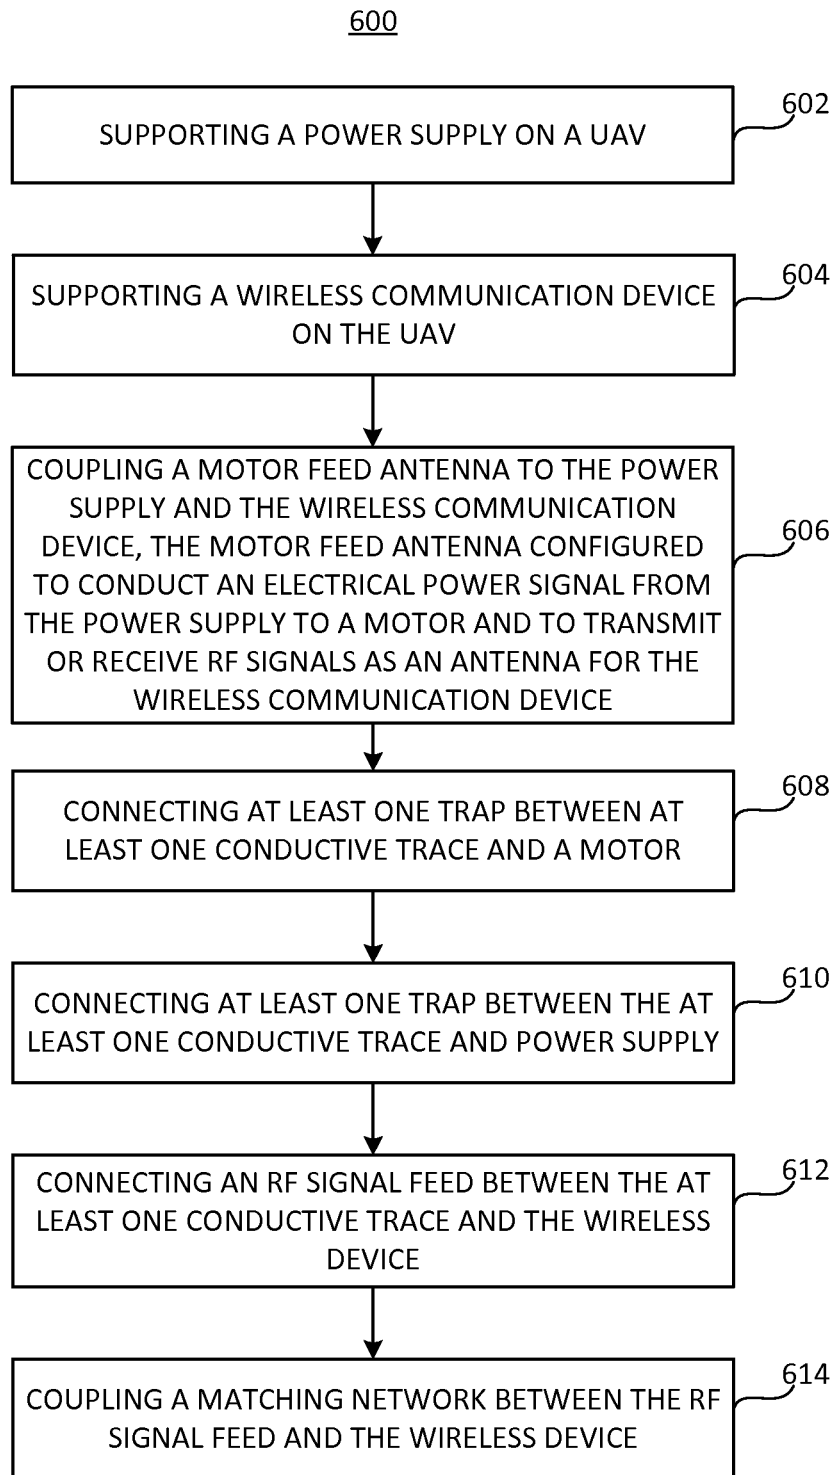 600
SUPPORTING A POWER SUPPLY ON A UAV
602
SUPPORTING A WIRELESS COMMUNICATION DEVICE
ON THE UAV
604
COUPLING A MOTOR FEED ANTENNA TO THE POWER
SUPPLY AND THE WIRELESS COMMUNICATION
DEVICE, THE MOTOR FEED ANTENNA CONFIGURED
TO CONDUCT AN ELECTRICAL POWER SIGNAL FROM
THE POWER SUPPLY TO A MOTOR AND TO TRANSMIT
OR RECEIVE RF SIGNALS AS AN ANTENNA FOR THE
WIRELESS COMMUNICATION DEVICE
606
CONNECTING AT LEAST ONE TRAP BETWEEN AT
LEAST ONE CONDUCTIVE TRACE AND A MOTOR
608
CONNECTING AT LEAST ONE TRAP BETWEEN THE AT
LEAST ONE CONDUCTIVE TRACE AND POWER SUPPLY
610
CONNECTING AN RF SIGNAL FEED BETWEEN THE AT
LEAST ONE CONDUCTIVE TRACE AND THE WIRELESS
DEVICE
612
COUPLING A MATCHING NETWORK BETWEEN THE RF
SIGNAL FEED AND THE WIRELESS DEVICE
614